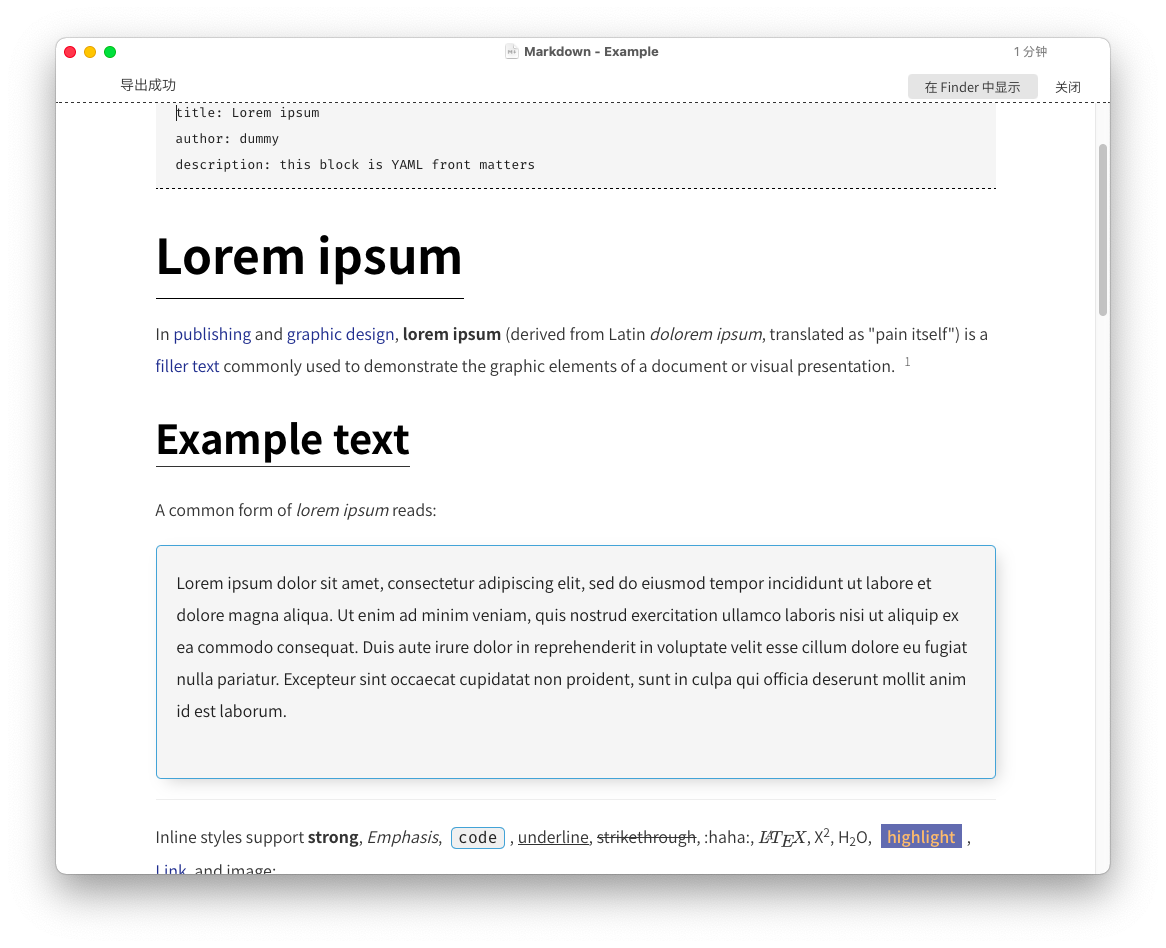 Markdown - Example
1 分钟
导出成功
在 Finder 中显示
关闭
title: Lorem ipsum
author: dummy
description: this block is YAML front matters
Lorem ipsum
In publishing and graphic design, lorem ipsum (derived from Latin dolorem ipsum, translated as "pain itself") is a
filler text commonly used to demonstrate the graphic elements of a document or visual presentation. 1
Example text
A common form of lorem ipsum reads:
Lorem ipsum dolor sit amet, consectetur adipiscing elit, sed do eiusmod tempor incididunt ut labore et
dolore magna aliqua. Ut enim ad minim veniam, quis nostrud exercitation ullamco laboris nisi ut aliquip ex
ea commodo consequat. Duis aute irure dolor in reprehenderit in voluptate velit esse cillum dolore eu fugiat
nulla pariatur. Excepteur sint occaecat cupidatat non proident, sunt in culpa qui officia deserunt mollit anim
id est laborum.
Inline styles support strong, Emphasis, code , underline, strikethrough, :haha:, LATEX, X2, H2O, highlight ,
Link, and image: